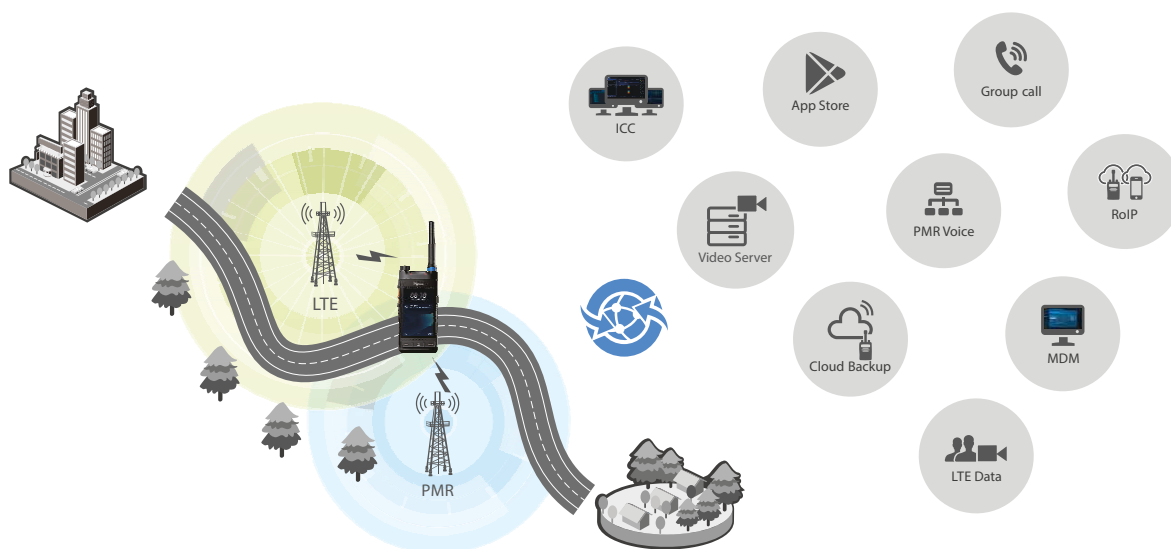 ICC
App Store
Group call
Video Server
PMR Voice
RoIP
LTE
Cloud Backup
MDM
PMR
LTE Data